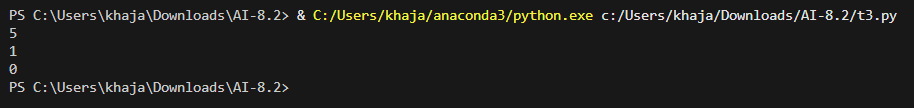 PS C:\Users\khaja\Downloads\AI-8.2> & C:/Users/khaja/anaconda3/python.exe c:/Users/khaja/Downloads/AI-8.2/t3.py
5
1
0
PS C:\Users\khaja\Downloads\AI-8.2>